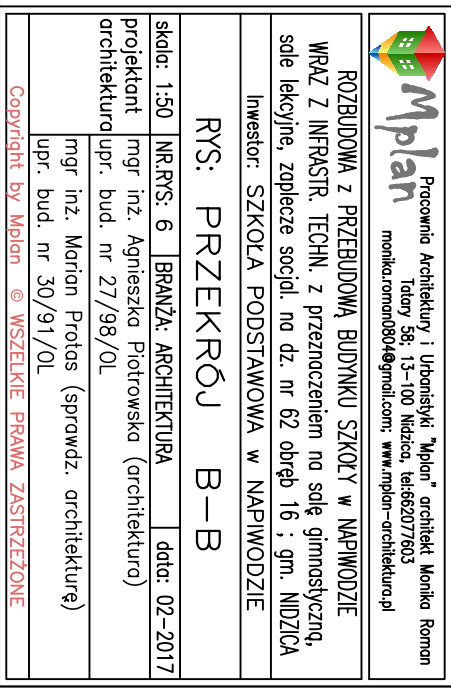 Mplan
Pracownia Architektury i Urbanistyki "Mplan" architekt Monika Roman
Tatary 58; 13-100 Nidzica, tel:662077603
monika.roman0804@gmail.com; www.mplan-architektura.pl
ROZBUDOWA z PRZEBUDOWĄ BUDYNKU SZKOŁY w NAPIWODZIE
WRAZ Z INFRASTR. TECHN. z przeznaczeniem na salę gimnastyczną,
sale lekcyjne, zaplecze socjal. na dz. nr 62 obręb 16 ; gm. NIDZICA
Inwestor: SZKOŁA PODSTAWOWA w NAPIWODZIE
RYS: PRZEKRÓJ B-B
skala: 1:50 NR.RYS: 6 BRANŻA: ARCHITEKTURA data: 02-2017
projektant mgr inż. Agnieszka Piotrowska (architektura)
architektura upr. bud. nr 27/98/OL
mgr inż. Marian Protas (sprawdz. architekturę)
upr. bud. nr 30/91/OL
Copyright by Mplan © WSZELKIE PRAWA ZASTRZEŻONE